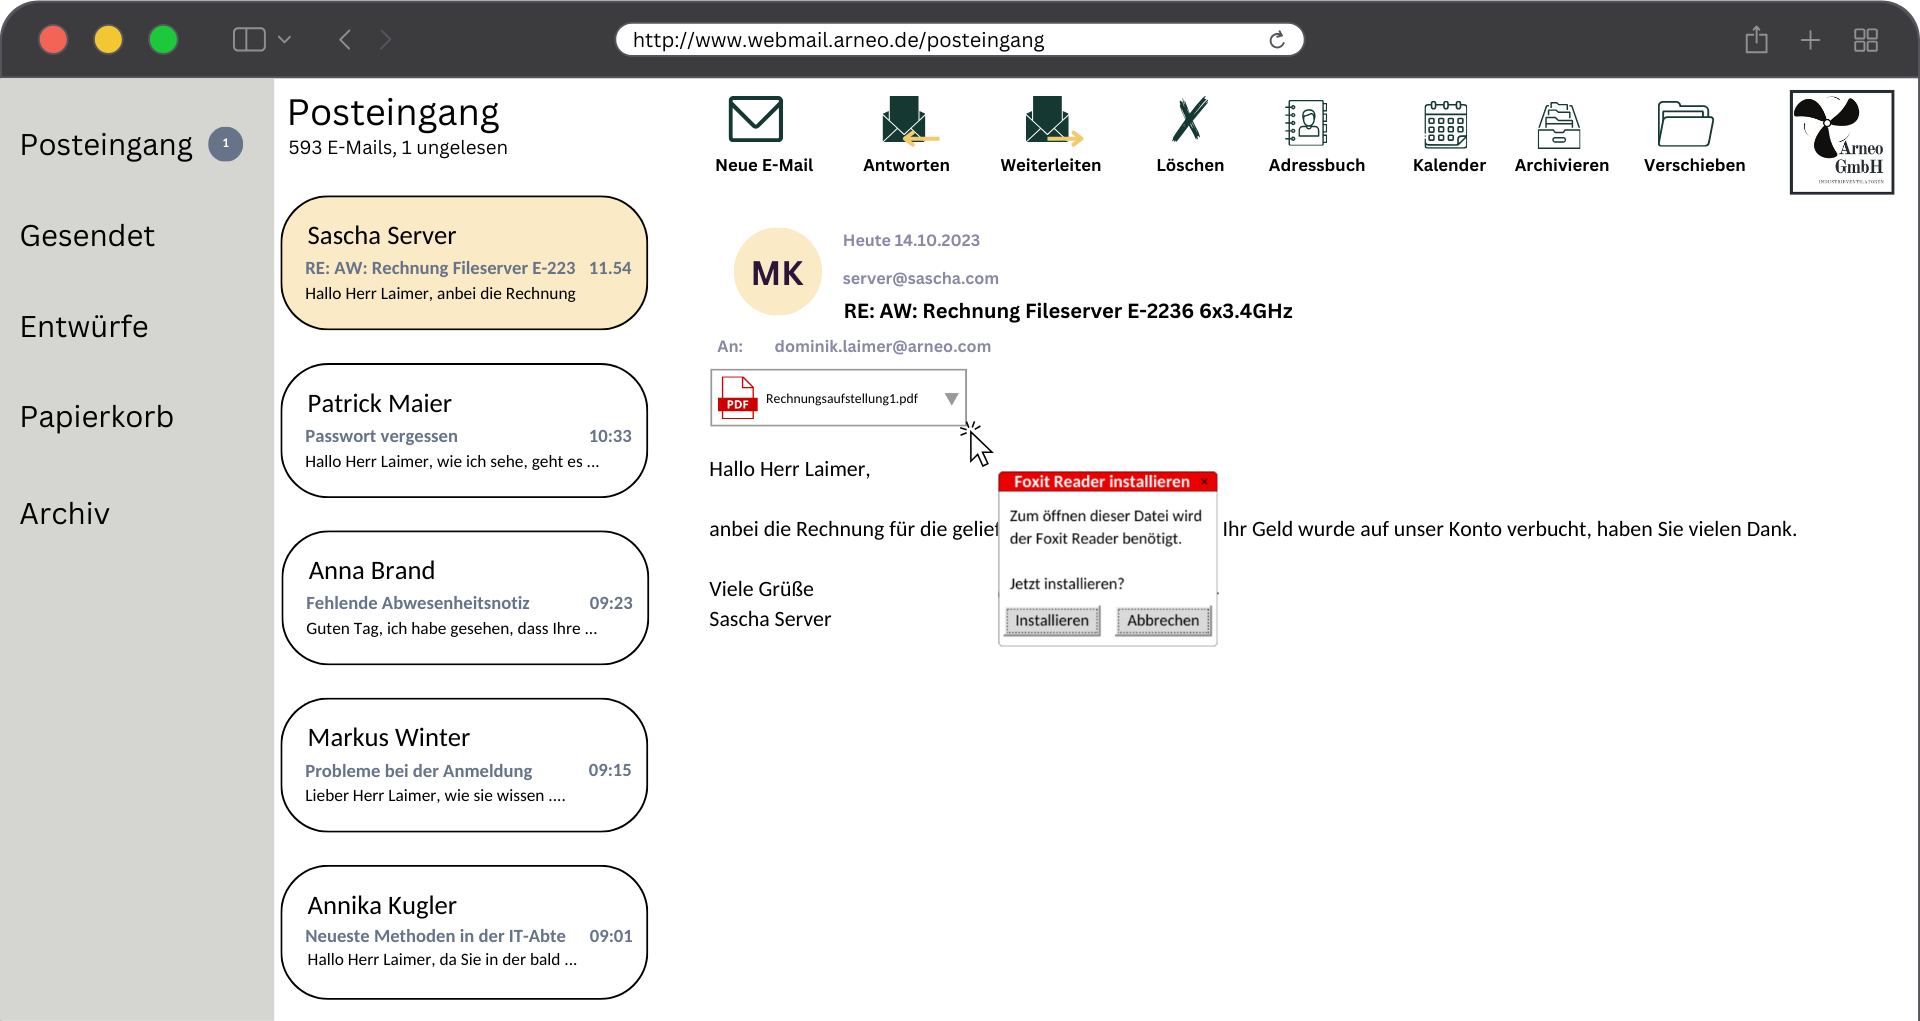 http://www.webmail.arneo.de/posteingang
Posteingang 1
Gesendet
Entwürfe
Papierkorb
Archiv
Posteingang
593 E-Mails, 1 ungelesen
Neue E-Mail
Antworten
Weiterleiten
Löschen
Adressbuch
Kalender
Archivieren
Verschieben
Arneo
GmbH
INDUSTRIEVENTILATOREN
Sascha Server
RE: AW: Rechnung Fileserver E-223 11.54
Hallo Herr Laimer, anbei die Rechnung
Patrick Maier
Passwort vergessen 10:33
Hallo Herr Laimer, wie ich sehe, geht es ...
Anna Brand
Fehlende Abwesenheitsnotiz 09:23
Guten Tag, ich habe gesehen, dass Ihre ...
Markus Winter
Probleme bei der Anmeldung 09:15
Lieber Herr Laimer, wie sie wissen ....
Annika Kugler
Neueste Methoden in der IT-Abte 09:01
Hallo Herr Laimer, da Sie in der bald ...
MK
Heute 14.10.2023
server@sascha.com
RE: AW: Rechnung Fileserver E-2236 6x3.4GHz
An: dominik.laimer@arneo.com
PDF Rechnungsaufstellung1.pdf
Hallo Herr Laimer,
anbei die Rechnung für die gelief Ihr Geld wurde auf unser Konto verbucht, haben Sie vielen Dank.
Viele Grüße
Sascha Server
Foxit Reader installieren ×
Zum öffnen dieser Datei wird
der Foxit Reader benötigt.
Jetzt installieren?
Installieren Abbrechen